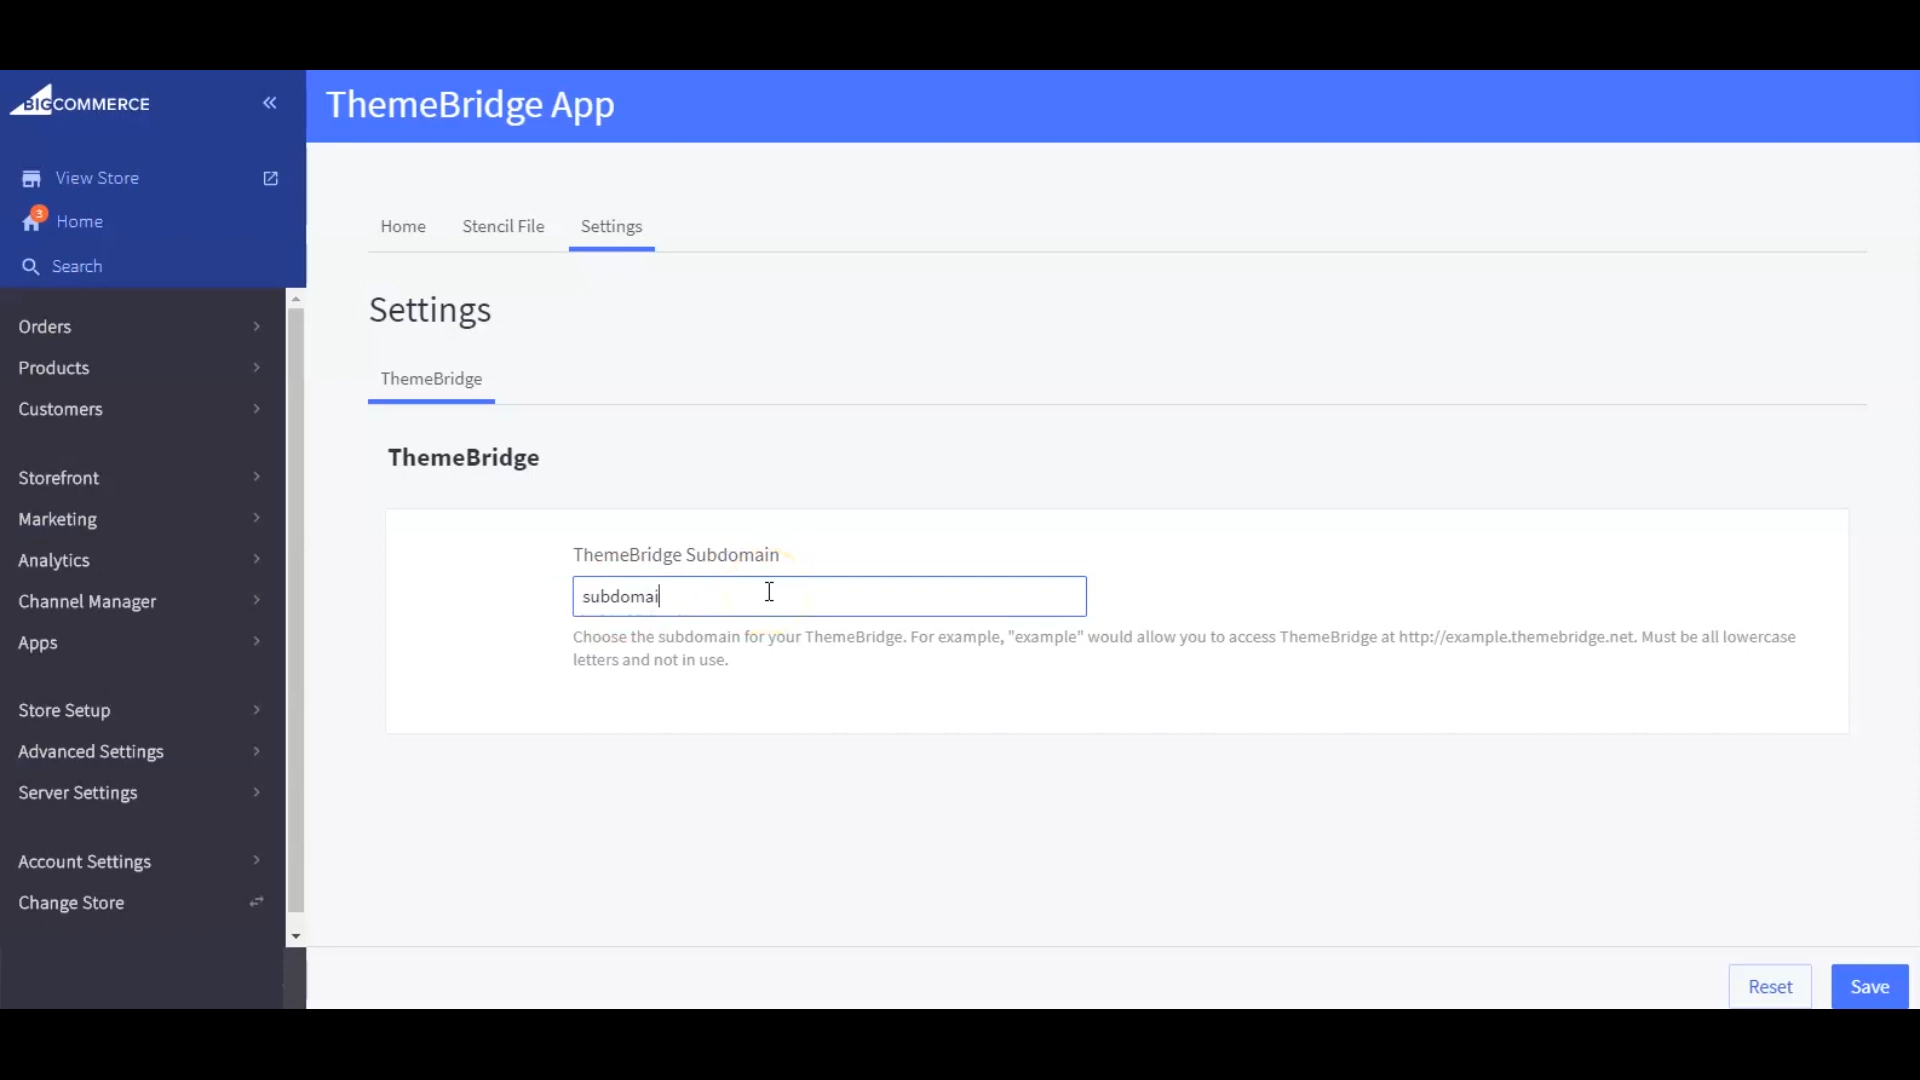 BIGCOMMERCE
ThemeBridge App
View Store
3
Home
Search
Orders
Products
Customers
Storefront
Marketing
Analytics
Channel Manager
Apps
Store Setup
Advanced Settings
Server Settings
Account Settings
Change Store
Home Stencil File Settings
Settings
ThemeBridge
ThemeBridge
ThemeBridge Subdomain
subdomai
Choose the subdomain for your ThemeBridge. For example, "example" would allow you to access ThemeBridge at http://example.themebridge.net. Must be all lowercase
letters and not in use.
Reset Save